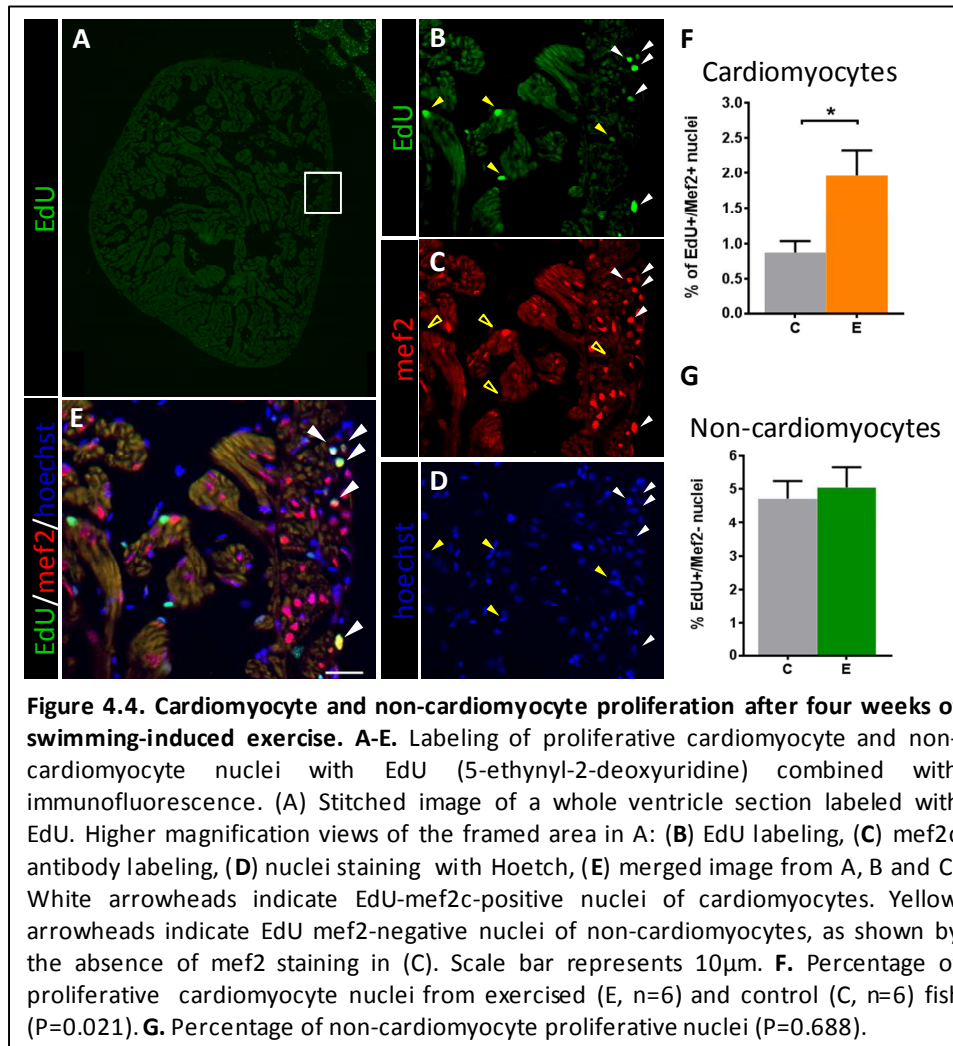 A
EdU
B
EdU
C
mef2
D
hoechst
E
EdU/mef2/hoechst
F
Cardiomyocytes
% of EdU+/Mef2+ nuclei
3.0
2.5
2.0
1.5
1.0
0.5
0.0
*
C E
G
Non-cardiomyocytes
% EdU+/Mef2- nuclei
6
5
4
3
2
1
0
C E
Figure 4.4. Cardiomyocyte and non-cardiomyocyte proliferation after four weeks of
swimming-induced exercise. A-E. Labeling of proliferative cardiomyocyte and non-
cardiomyocyte nuclei with EdU (5-ethynyl-2-deoxyuridine) combined with
immunofluorescence. (A) Stitched image of a whole ventricle section labeled with
EdU. Higher magnification views of the framed area in A: (B) EdU labeling, (C) mef2c
antibody labeling, (D) nuclei staining with Hoetch, (E) merged image from A, B and C
White arrowheads indicate EdU-mef2c-positive nuclei of cardiomyocytes. Yellow
arrowheads indicate EdU mef2-negative nuclei of non-cardiomyocytes, as shown by
the absence of mef2 staining in (C). Scale bar represents 10μm. F. Percentage of
proliferative cardiomyocyte nuclei from exercised (E, n=6) and control (C, n=6) fish
(P=0.021). G. Percentage of non-cardiomyocyte proliferative nuclei (P=0.688).